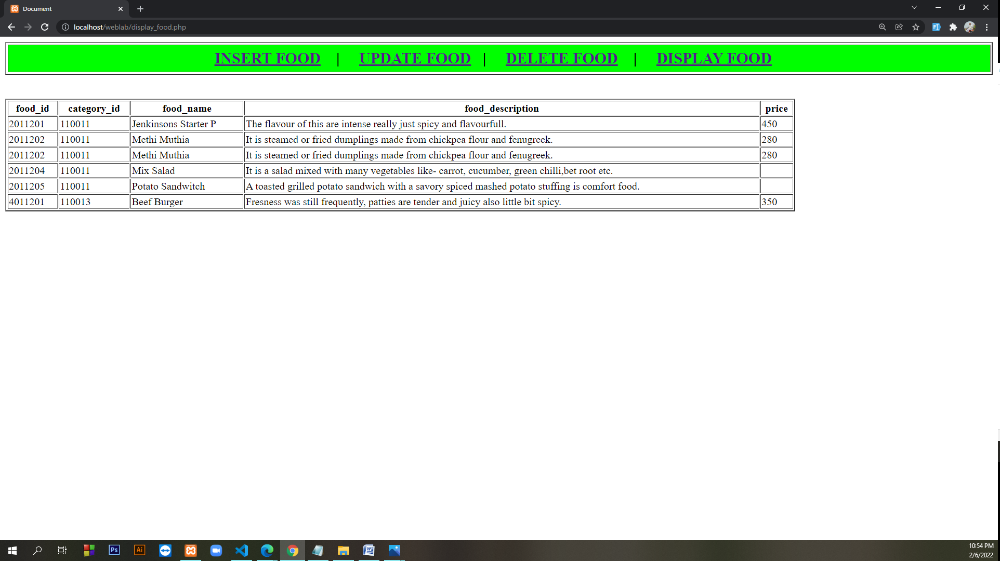 Document
localhost/weblab/display_food.php
INSERT FOOD | UPDATE FOOD | DELETE FOOD | DISPLAY FOOD
food_id category_id food_name food_description price
2011201 110011 Jenkinsons Starter P The flavour of this are intense really just spicy and flavourfull. 450
2011202 110011 Methi Muthia It is steamed or fried dumplings made from chickpea flour and fenugreek. 280
2011202 110011 Methi Muthia It is steamed or fried dumplings made from chickpea flour and fenugreek. 280
2011204 110011 Mix Salad It is a salad mixed with many vegetables like- carrot, cucumber, green chilli,bet root etc.
2011205 110011 Potato Sandwitch A toasted grilled potato sandwich with a savory spiced mashed potato stuffing is comfort food.
4011201 110013 Beef Burger Fresness was still frequently, patties are tender and juicy also little bit spicy. 350
Ps Ai
10:54 PM
2/6/2022